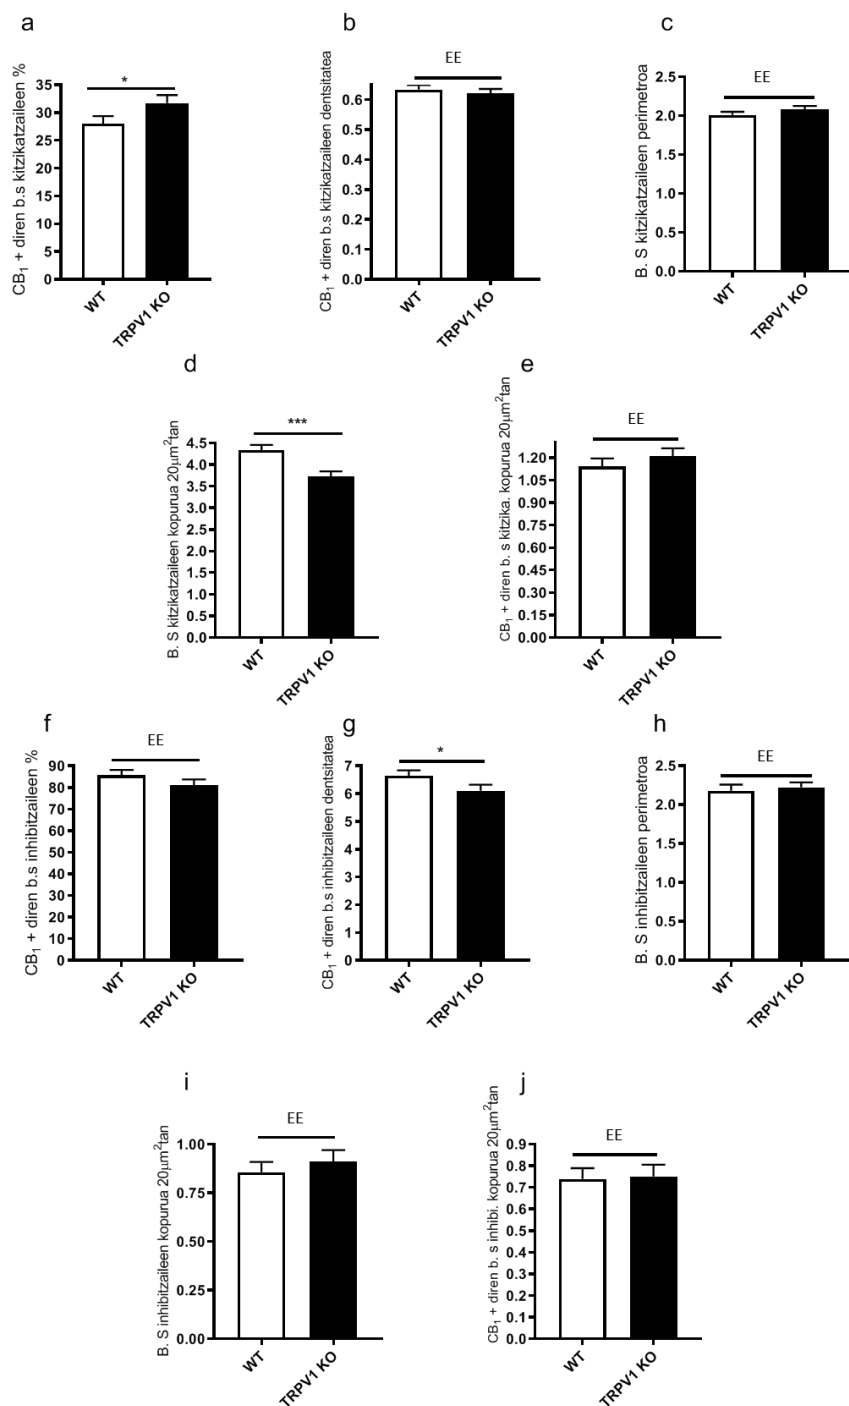 a
CB₁ + diren b.s kitzikatzaileen %
35
30
25
20
15
10
5
0
*
WT
TRPV1 KO
b
CB₁ + diren b.s kitzikatzaileen dentsitatea
0.6
0.5
0.4
0.3
0.2
0.1
0.0
EE
WT
TRPV1 KO
c
B. S kitzikatzaileen perimetroa
2.5
2.0
1.5
1.0
0.5
0.0
EE
WT
TRPV1 KO
d
B. S kitzikatzaileen kopurua 20μm²tan
4.5
4.0
3.5
3.0
2.5
2.0
1.5
1.0
0.5
0.0
***
WT
TRPV1 KO
e
CB₁ + diren b. s kitzika. kopurua 20μm²tan
1.20
1.05
0.90
0.75
0.60
0.45
0.30
0.15
0.00
EE
WT
TRPV1 KO
f
CB₁ + diren b.s inhibitzaileen %
90
80
70
60
50
40
30
20
10
0
EE
WT
TRPV1 KO
g
CB₁ + diren b.s inhibitzaileen dentsitatea
7
6
5
4
3
2
1
0
*
WT
TRPV1 KO
h
B. S inhibitzaileen perimetroa
2.5
2.0
1.5
1.0
0.5
0.0
EE
WT
TRPV1 KO
i
B. S inhibitzaileen kopurua 20μm²tan
1.00
0.75
0.50
0.25
0.00
EE
WT
TRPV1 KO
j
CB₁ + diren b. s inhibi. kopurua 20μm²tan
0.9
0.8
0.7
0.6
0.5
0.4
0.3
0.2
0.1
0.0
EE
WT
TRPV1 KO